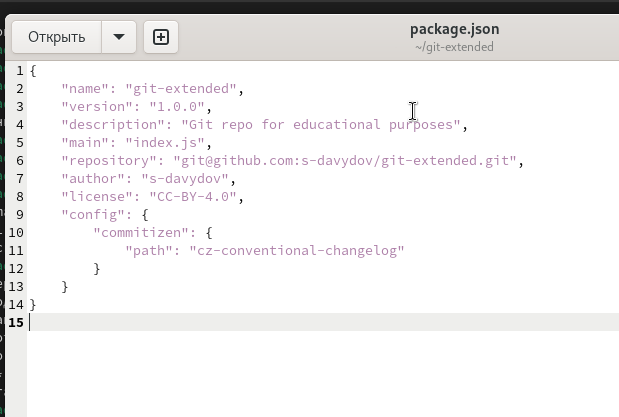 Открыть
package.json
~/git-extended
1 {
2     "name": "git-extended",
3     "version": "1.0.0",
4     "description": "Git repo for educational purposes",
5     "main": "index.js",
6     "repository": "git@github.com:s-davydov/git-extended.git",
7     "author": "s-davydov",
8     "license": "CC-BY-4.0",
9     "config": {
10         "commitizen": {
11             "path": "cz-conventional-changelog"
12         }
13     }
14 }
15